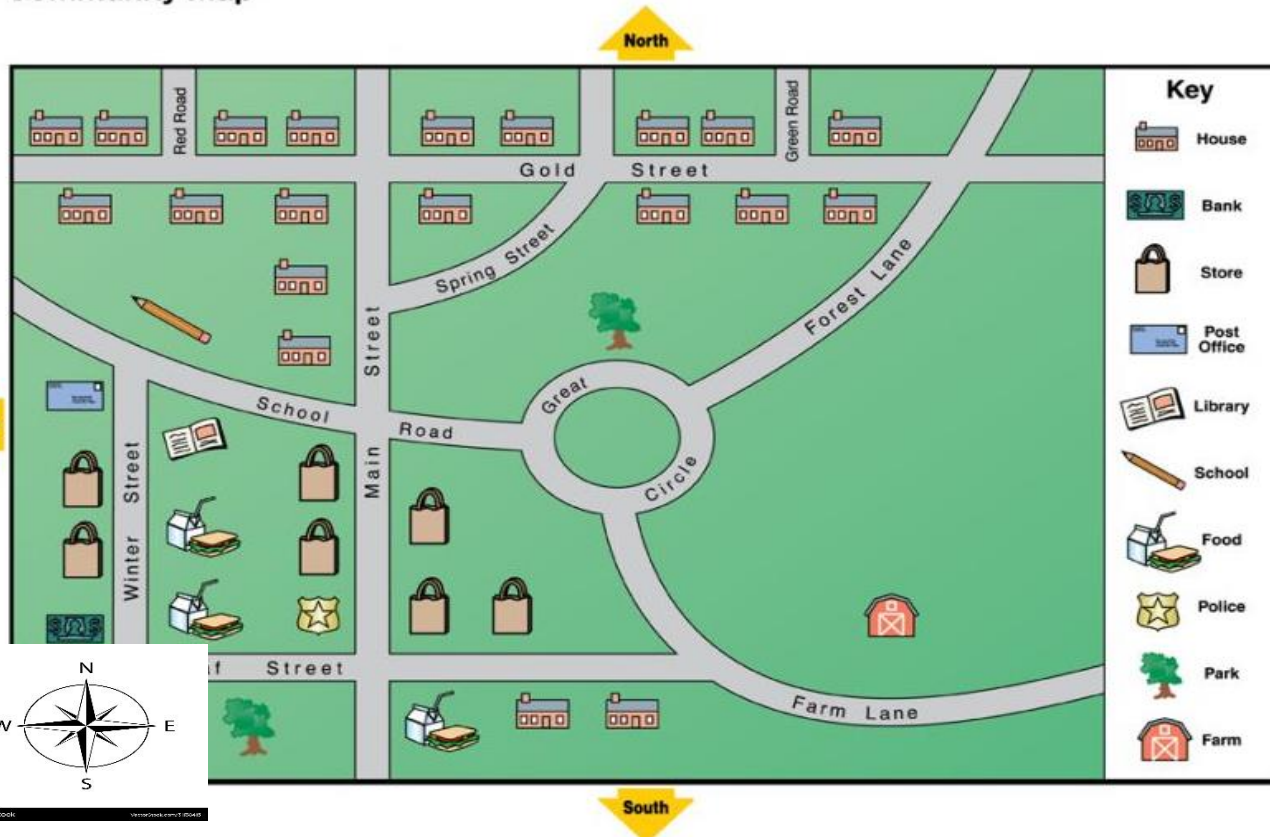 North
Key
House
Bank
Store
Post
Office
Library
School
Food
Police
Park
Farm
Red Road
Green Road
Gold Street
Spring Street
Forest Lane
Main Street
School Road
Great Circle
Winter Street
Street
Farm Lane
N
W E
S
South